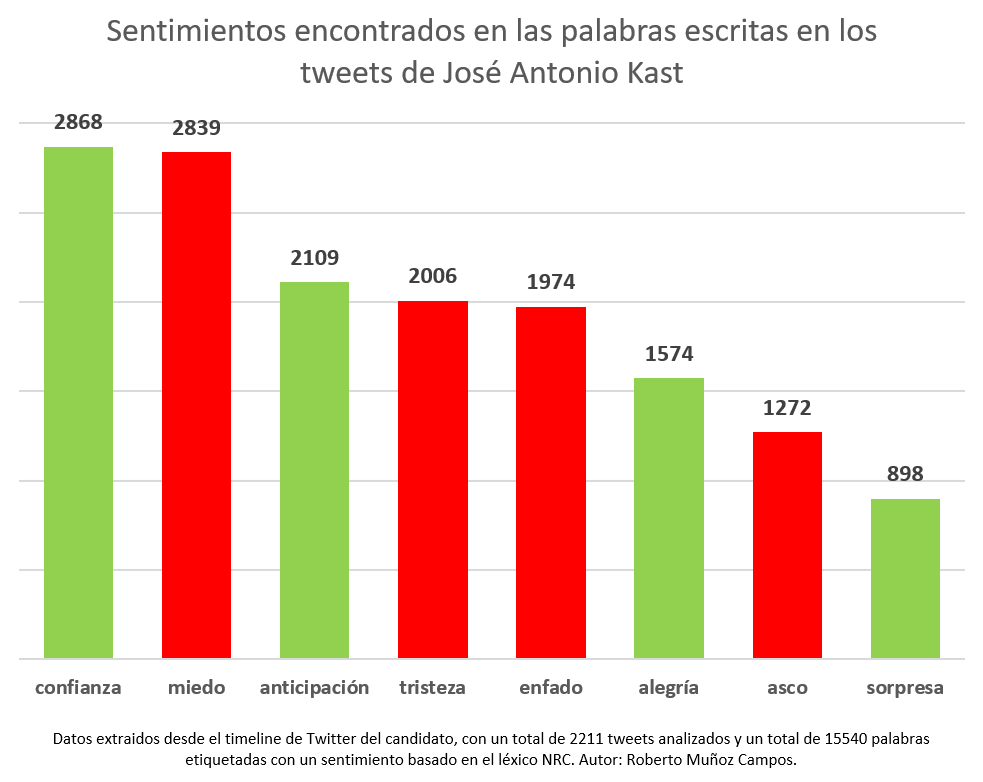 Sentimientos encontrados en las palabras escritas en los
tweets de José Antonio Kast
2868
2839
2109
2006
1974
1574
1272
898
confianza
miedo
anticipación
tristeza
enfado
alegría
asco
sorpresa
Datos extraidos desde el timeline de Twitter del candidato, con un total de 2211 tweets analizados y un total de 15540 palabras
etiquetadas con un sentimiento basado en el léxico NRC. Autor: Roberto Muñoz Campos.